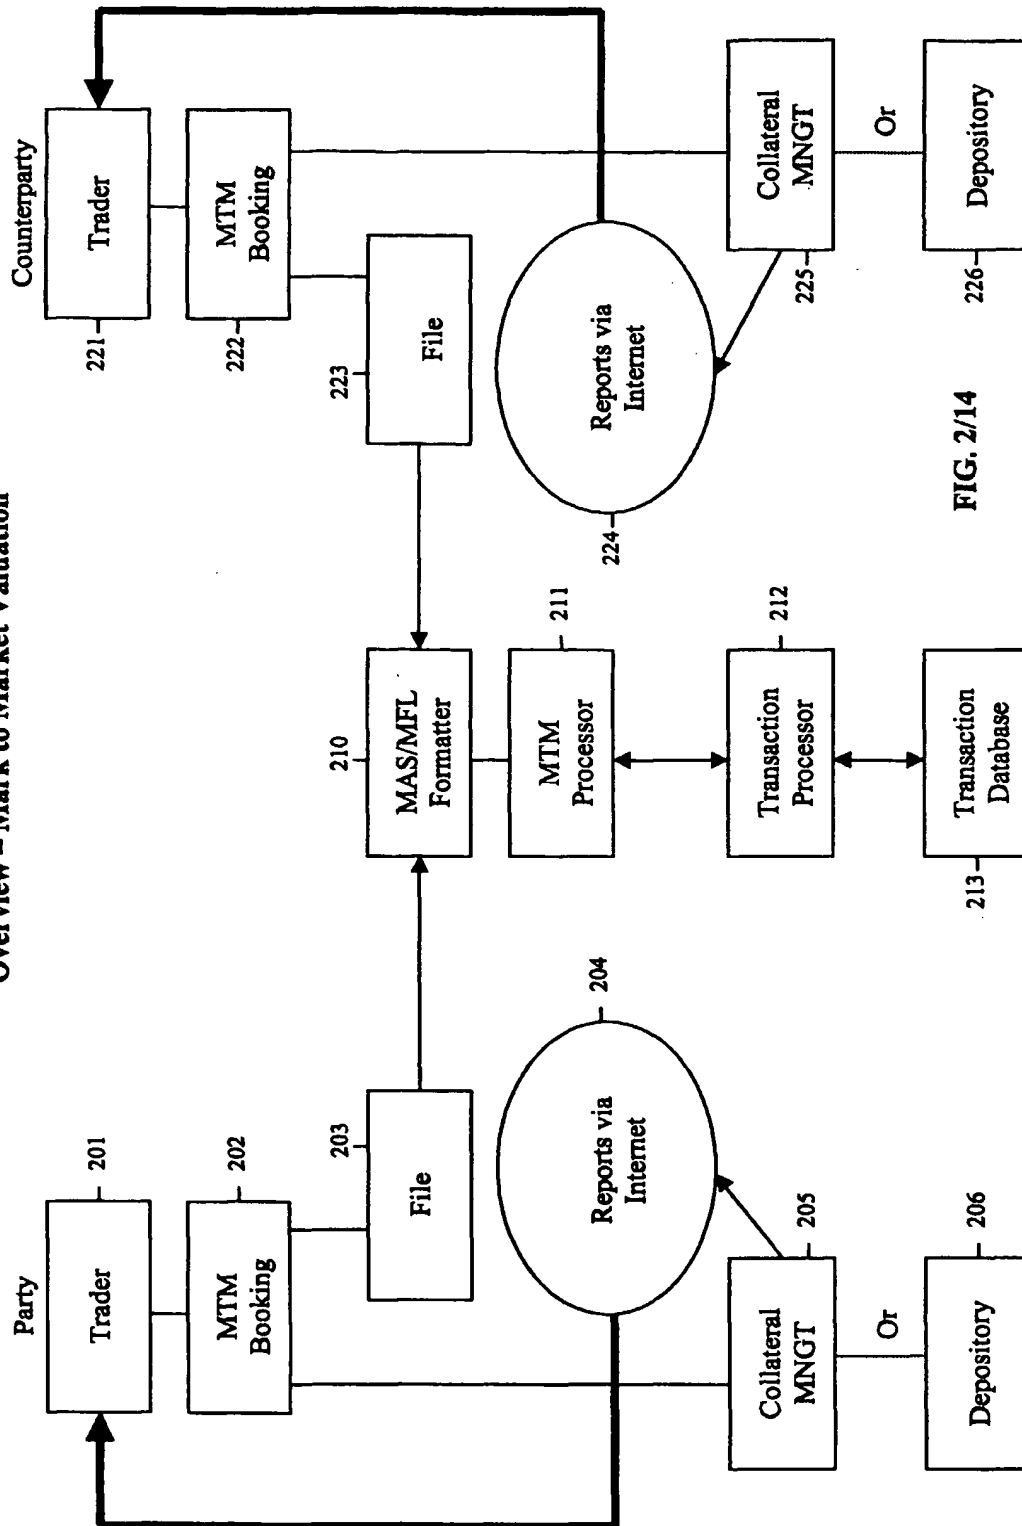 Overview – Mark to Market Valuation
Party
Trader
201
MTM
Booking
202
File
203
Reports via
Internet
204
Collateral
MNGT
205
Or
Depository
206
MAS/MFL
Formatter
210
MTM
Processor
211
Transaction
Processor
212
Transaction
Database
213
Counterparty
Trader
221
MTM
Booking
222
File
223
Reports via
Internet
224
Collateral
MNGT
225
Or
Depository
226
FIG. 2/14